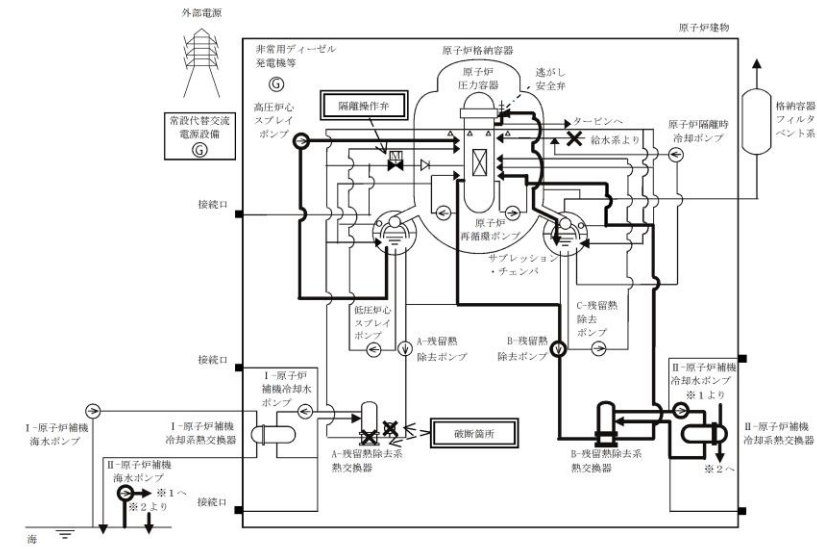 外部電源
原子炉建物
非常用ディーゼル
発電機等
Ⓖ
原子炉格納容器
原子炉
圧力容器
逃がし
安全弁
常設代替交流
電源設備
Ⓖ
高圧炉心
スプレイ
ポンプ
隔離操作弁
タービンへ
給水系より
原子炉隔離時
冷却ポンプ
格納容器
フィルタ
ベント系
接続口
原子炉
再循環ポンプ
サプレッション
・チェンバ
低圧炉心
スプレイ
ポンプ
A-残留熱
除去ポンプ
B-残留熱
除去ポンプ
C-残留熱
除去
ポンプ
接続口
Ⅰ-原子炉
補機冷却水
ポンプ
Ⅱ-原子炉補機
冷却水ポンプ
※1より
Ⅰ-原子炉補機
海水ポンプ
Ⅰ-原子炉補機
冷却系熱交換器
破断箇所
A-残留熱除去系
熱交換器
B-残留熱除去系
熱交換器
Ⅱ-原子炉補機
冷却系熱交換器
※2へ
Ⅱ-原子炉補機
海水ポンプ
※1へ
※2より
接続口
海